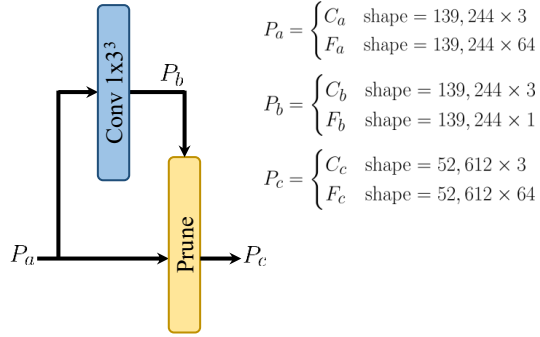 Conv 1x3³
P_b
Prune
P_a
P_c
P_a = { C_a shape = 139, 244 × 3
F_a shape = 139, 244 × 64
P_b = { C_b shape = 139, 244 × 3
F_b shape = 139, 244 × 1
P_c = { C_c shape = 52, 612 × 3
F_c shape = 52, 612 × 64